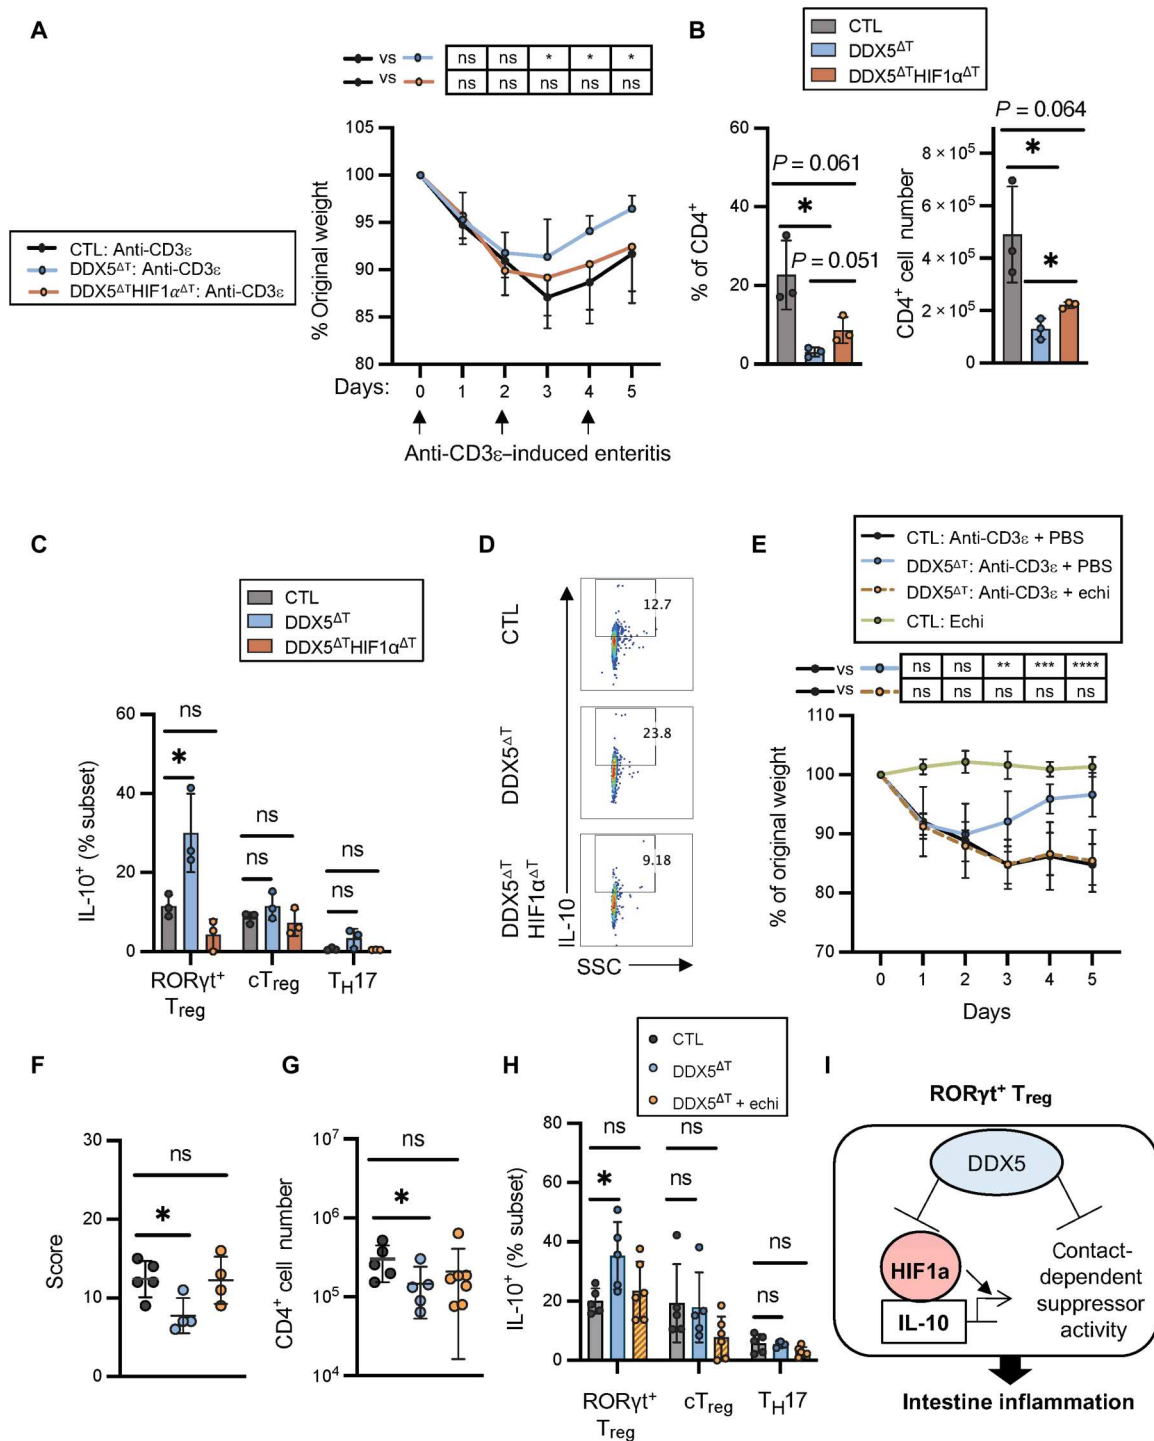 A
vs
ns ns * * *
vs
ns ns ns ns ns
CTL: Anti-CD3ε
DDX5ΔT: Anti-CD3ε
DDX5ΔTHIF1αΔT: Anti-CD3ε
% Original weight
105
100
95
90
85
80
Days: 0 1 2 3 4 5
Anti-CD3ε–induced enteritis
B
CTL
DDX5ΔT
DDX5ΔTHIF1αΔT
% of CD4+
60
40
20
0
P = 0.061
*
P = 0.051
CD4+ cell number
8 × 10⁵
6 × 10⁵
4 × 10⁵
2 × 10⁵
0
P = 0.064
*
*
C
CTL
DDX5ΔT
DDX5ΔTHIF1αΔT
IL-10+ (% subset)
60
40
20
0
ns
*
ns
ns
ns
ns
RORγt+ Treg
cTreg
TH17
D
CTL
12.7
DDX5ΔT
23.8
DDX5ΔT
HIF1αΔT
9.18
IL-10
SSC
E
CTL: Anti-CD3ε + PBS
DDX5ΔT: Anti-CD3ε + PBS
DDX5ΔT: Anti-CD3ε + echi
CTL: Echi
vs
ns ns ** *** ****
vs
ns ns ns ns ns
% of original weight
110
100
90
80
70
0 1 2 3 4 5
Days
F
Score
30
20
10
0
ns
*
G
CD4+ cell number
10⁷
10⁶
10⁵
10⁴
ns
*
H
CTL
DDX5ΔT
DDX5ΔT + echi
IL-10+ (% subset)
80
60
40
20
0
ns
*
ns
ns
ns
ns
RORγt+ Treg
cTreg
TH17
I
RORγt+ Treg
DDX5
HIF1a
IL-10
Contact-
dependent
suppressor
activity
Intestine inflammation